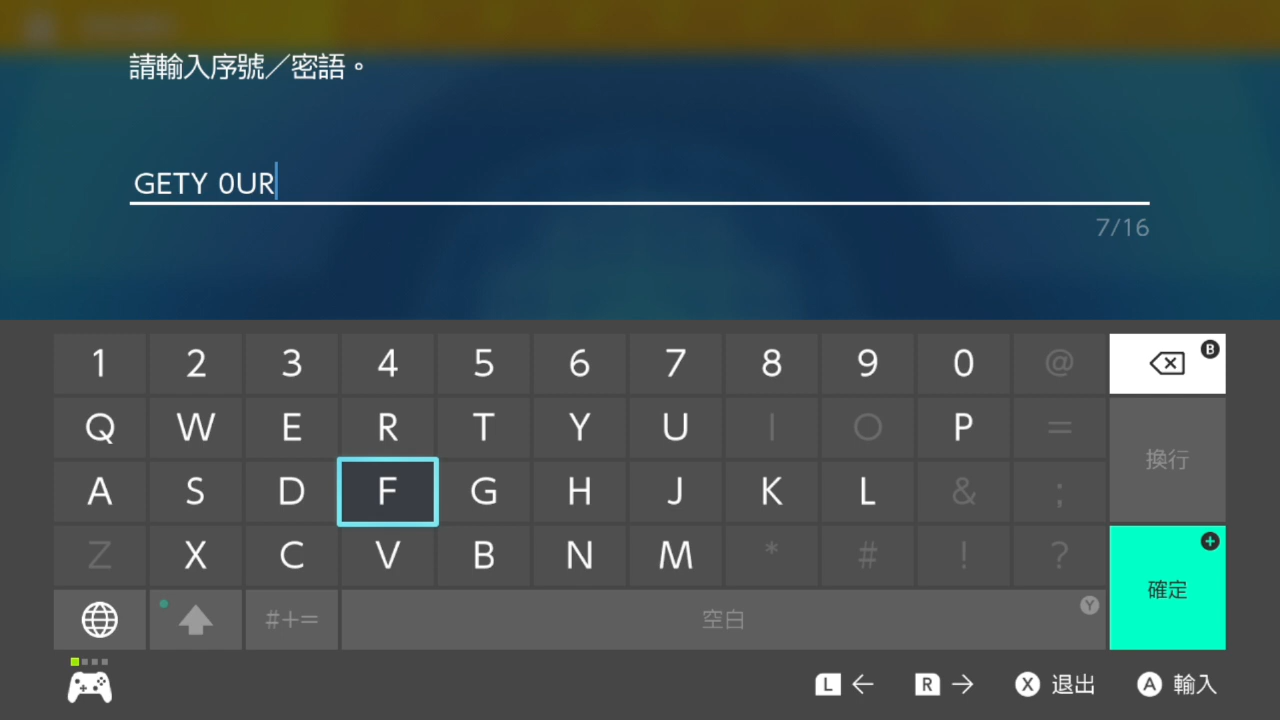 請輸入序號／密語。
GETY 0UR
7/16
1 2 3 4 5 6 7 8 9 0 @ B
Q W E R T Y U I O P = 換行
A S D F G H J K L & ;
Z X C V B N M * # ! ? + 確定
#+= 空白 Y
L ← R → X 退出 A 輸入